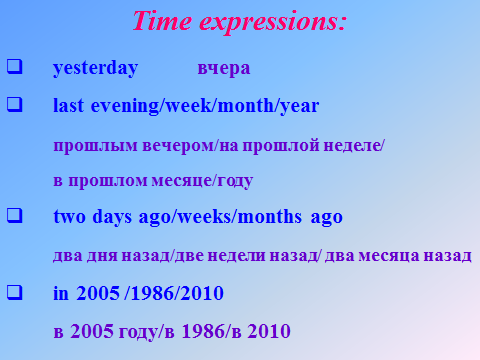 Time expressions:
yesterday вчера
last evening/week/month/year
прошлым вечером/на прошлой неделе/
в прошлом месяце/году
two days ago/weeks/months ago
два дня назад/две недели назад/ два месяца назад
in 2005 /1986/2010
в 2005 году/в 1986/в 2010